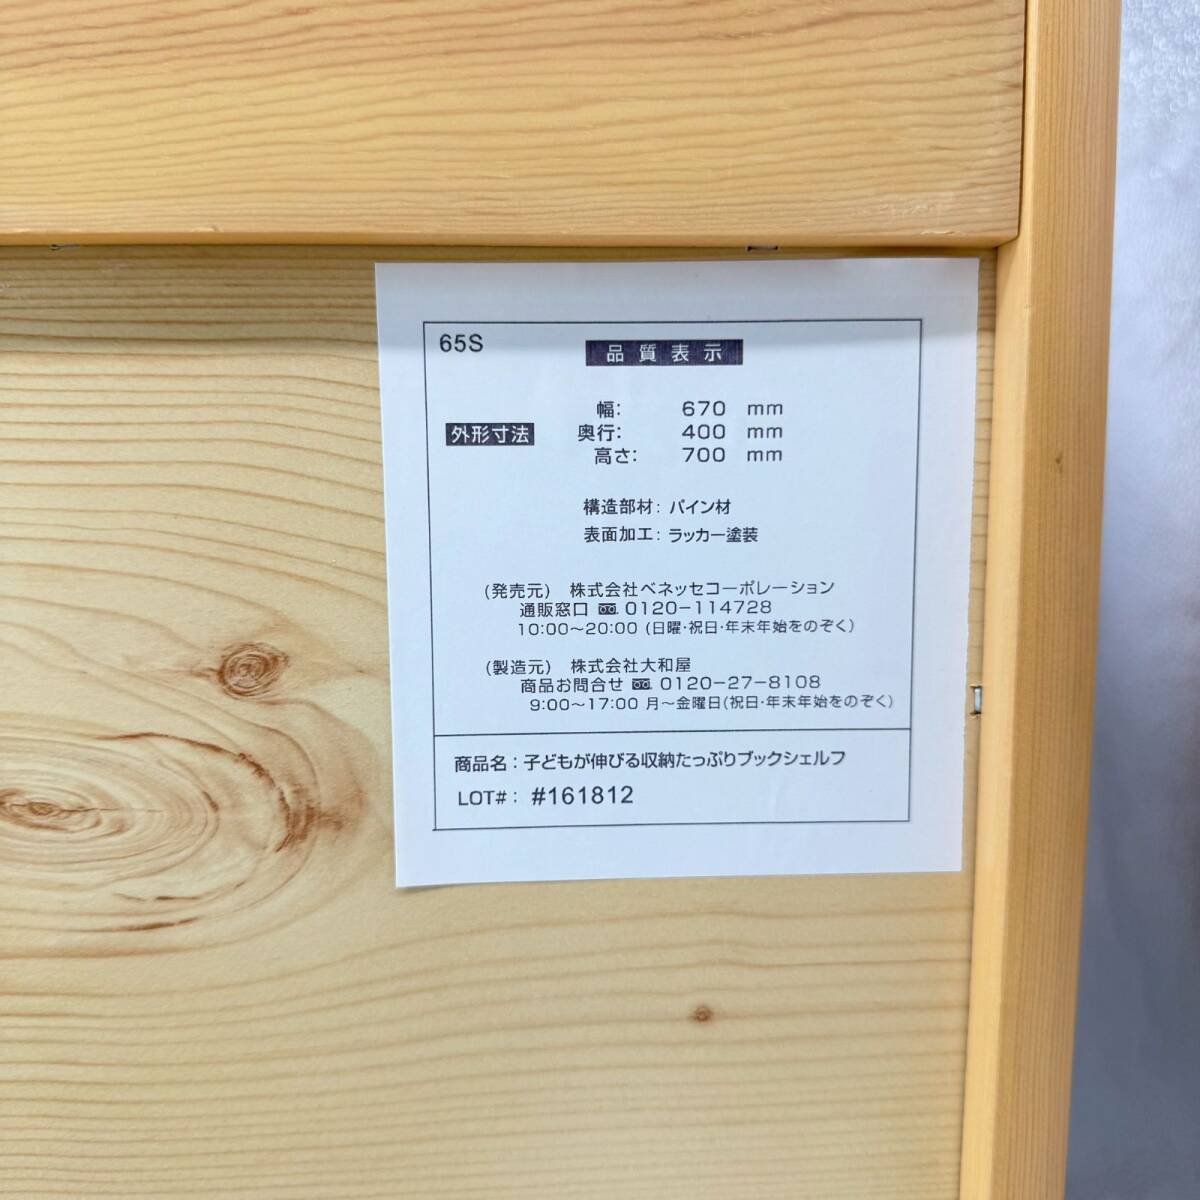 65S
品質表示
幅: 670 mm
外形寸法 奥行: 400 mm
高さ: 700 mm
構造部材: パイン材
表面加工: ラッカー塗装
(発売元) 株式会社ベネッセコーポレーション
通販窓口 0120-114728
10:00～20:00 (日曜・祝日・年末年始をのぞく)
(製造元) 株式会社大和屋
商品お問合せ 0120-27-8108
9:00～17:00 月～金曜日(祝日・年末年始をのぞく)
商品名：子どもが伸びる収納たっぷりブックシェルフ
LOT#： #161812